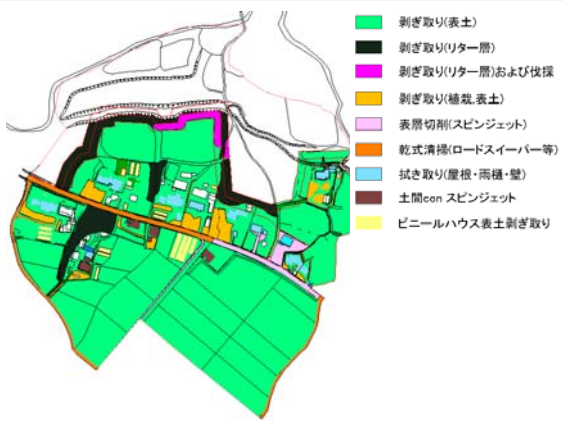 剥ぎ取り(表土)
剥ぎ取り(リター層)
剥ぎ取り(リター層)および伐採
剥ぎ取り(植栽,表土)
表層切削(スピンジェット)
乾式清掃(ロードスイーパー等)
拭き取り(屋根・雨樋・壁)
土間con スピンジェット
ビニールハウス表土剥ぎ取り